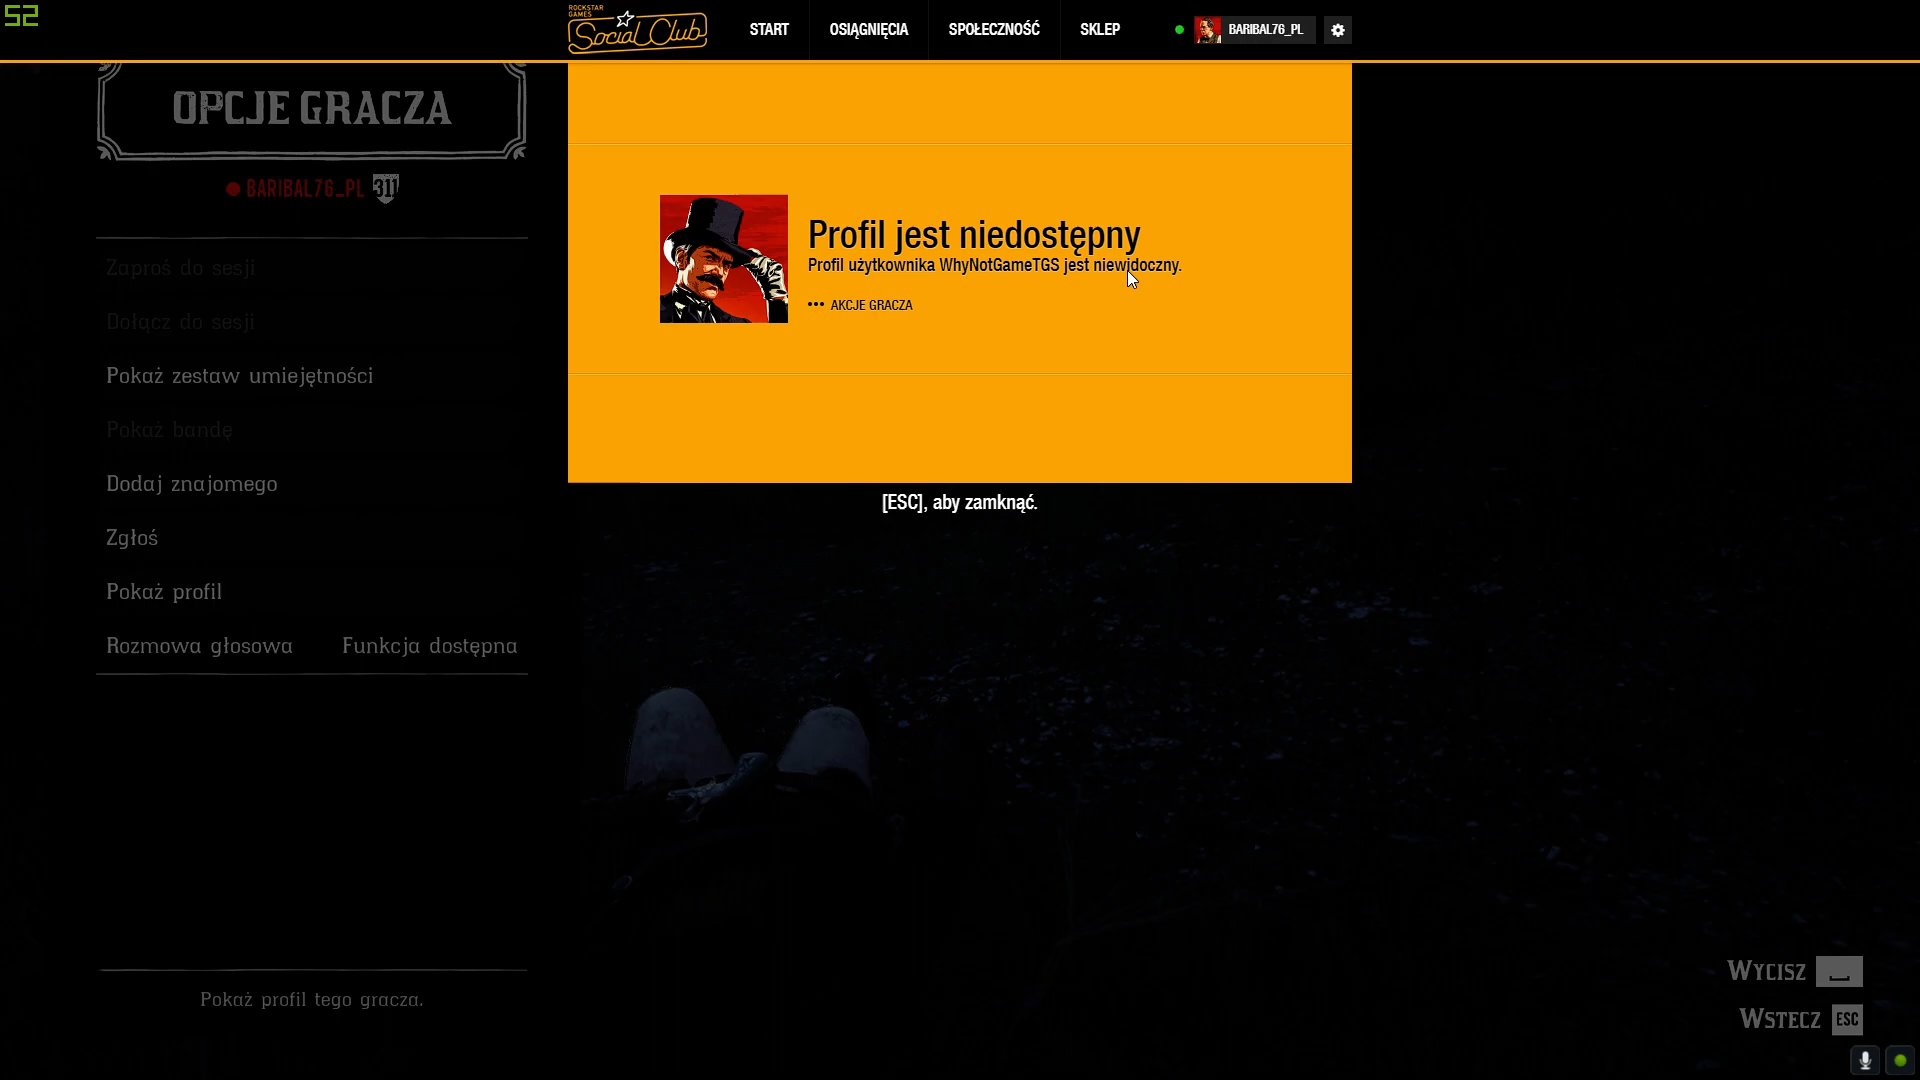 52
ROCKSTAR
GAMES
Social Club
START
OSIĄGNIĘCIA
SPOŁECZNOŚĆ
SKLEP
BARIBAL76_PL
OPCJE GRACZA
BARIBAL76_PL 311
Zaproś do sesji
Dołącz do sesji
Pokaż zestaw umiejętności
Pokaż bandę
Dodaj znajomego
Zgłoś
Pokaż profil
Rozmowa głosowa Funkcja dostępna
Pokaż profil tego gracza.
Profil jest niedostępny
Profil użytkownika WhyNotGameTGS jest niewidoczny.
••• AKCJE GRACZA
[ESC], aby zamknąć.
WYCISZ
WSTECZ ESC